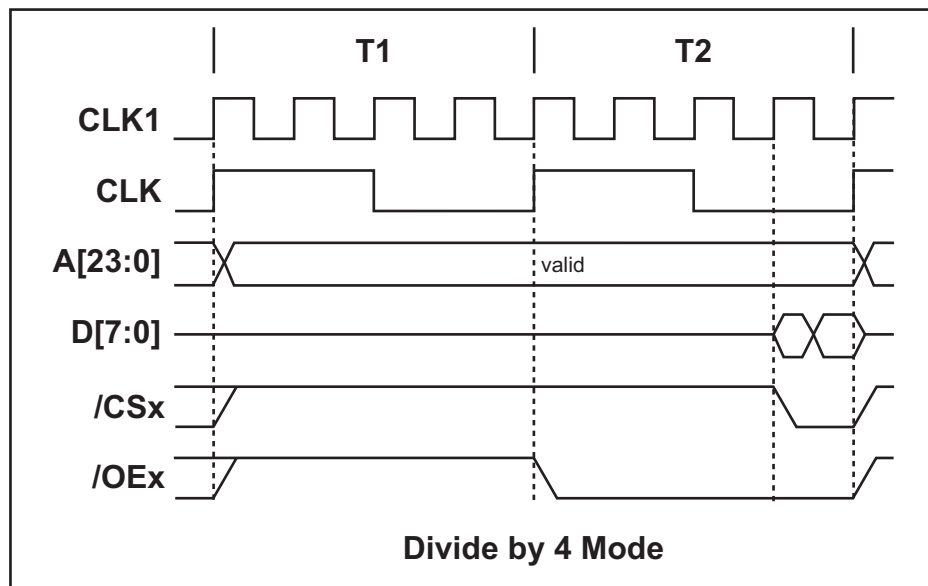 T1
T2
CLK1
CLK
A[23:0]
valid
D[7:0]
/CSx
/OEx
Divide by 4 Mode